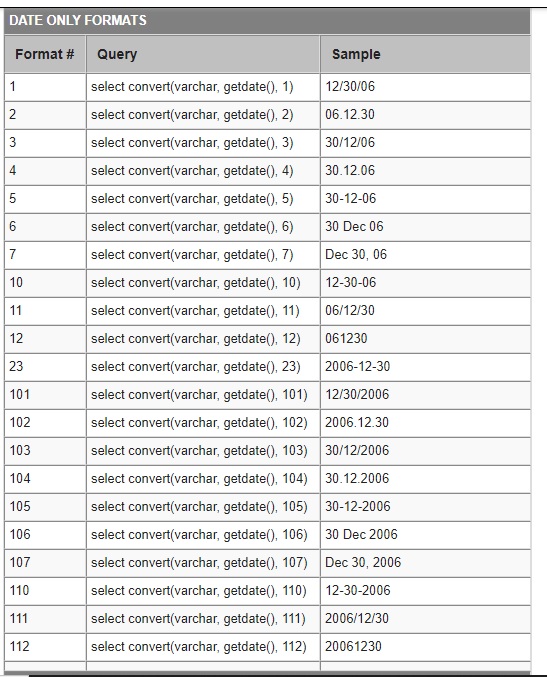 DATE ONLY FORMATS
Format # Query Sample
1 select convert(varchar, getdate(), 1) 12/30/06
2 select convert(varchar, getdate(), 2) 06.12.30
3 select convert(varchar, getdate(), 3) 30/12/06
4 select convert(varchar, getdate(), 4) 30.12.06
5 select convert(varchar, getdate(), 5) 30-12-06
6 select convert(varchar, getdate(), 6) 30 Dec 06
7 select convert(varchar, getdate(), 7) Dec 30, 06
10 select convert(varchar, getdate(), 10) 12-30-06
11 select convert(varchar, getdate(), 11) 06/12/30
12 select convert(varchar, getdate(), 12) 061230
23 select convert(varchar, getdate(), 23) 2006-12-30
101 select convert(varchar, getdate(), 101) 12/30/2006
102 select convert(varchar, getdate(), 102) 2006.12.30
103 select convert(varchar, getdate(), 103) 30/12/2006
104 select convert(varchar, getdate(), 104) 30.12.2006
105 select convert(varchar, getdate(), 105) 30-12-2006
106 select convert(varchar, getdate(), 106) 30 Dec 2006
107 select convert(varchar, getdate(), 107) Dec 30, 2006
110 select convert(varchar, getdate(), 110) 12-30-2006
111 select convert(varchar, getdate(), 111) 2006/12/30
112 select convert(varchar, getdate(), 112) 20061230